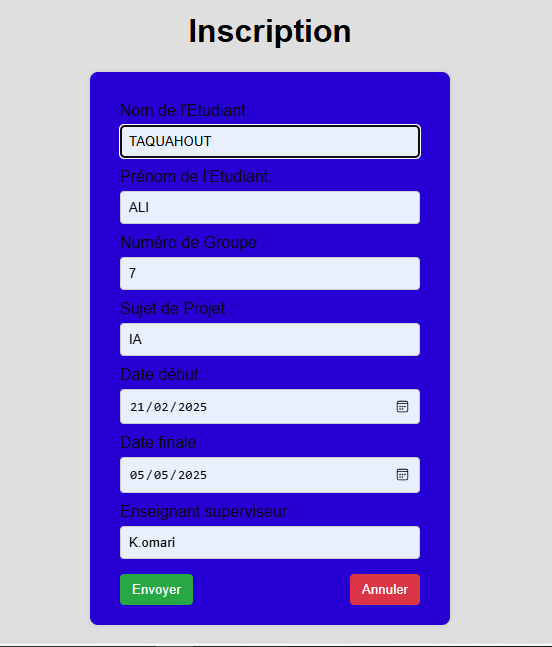 Inscription
Nom de l'Etudiant :
TAQUAHOUT
Prénom de l'Etudiant:
ALI
Numéro de Groupe :
7
Sujet de Projet :
IA
Date début :
21/02/2025
Date finale :
05/05/2025
Enseignant superviseur :
K.omari
Envoyer Annuler